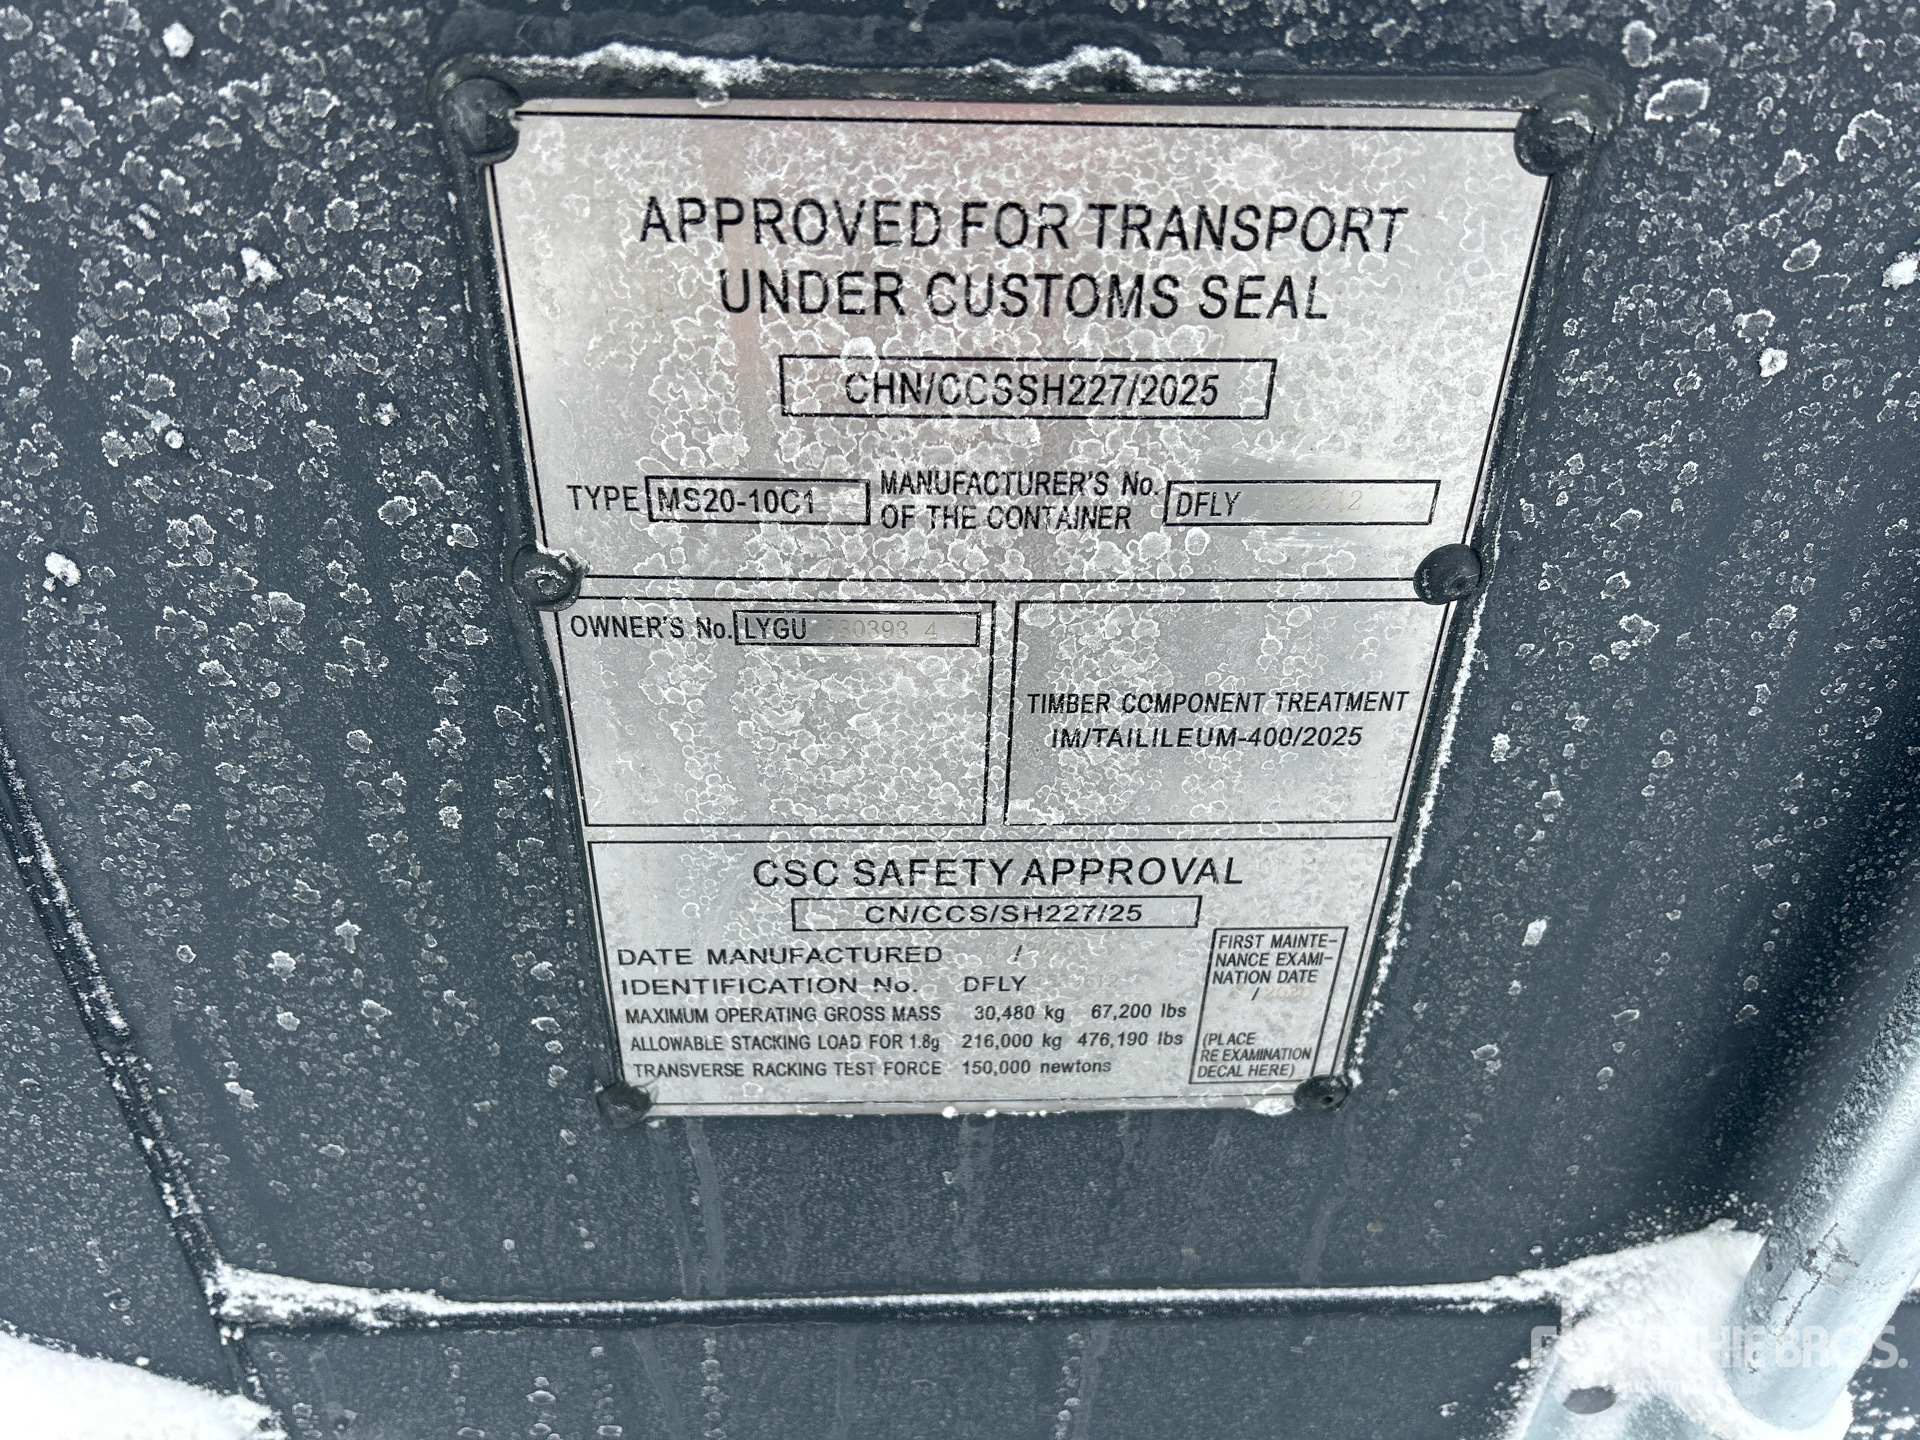 APPROVED FOR TRANSPORT
UNDER CUSTOMS SEAL
CHN/CCSSH227/2025
TYPE MS20-10C1 MANUFACTURER'S No. OF THE CONTAINER DFLY
OWNER'S No. LYGU
TIMBER COMPONENT TREATMENT
IM/TAILILEUM-400/2025
CSC SAFETY APPROVAL
CN/CCS/SH227/25
DATE MANUFACTURED /
IDENTIFICATION No. DFLY
MAXIMUM OPERATING GROSS MASS 30,480 kg 67,200 lbs
ALLOWABLE STACKING LOAD FOR 1.8g 216,000 kg 476,190 lbs
TRANSVERSE RACKING TEST FORCE 150,000 newtons
FIRST MAINTE-
NANCE EXAMI-
NATION DATE
/
(PLACE
RE EXAMINATION
DECAL HERE)